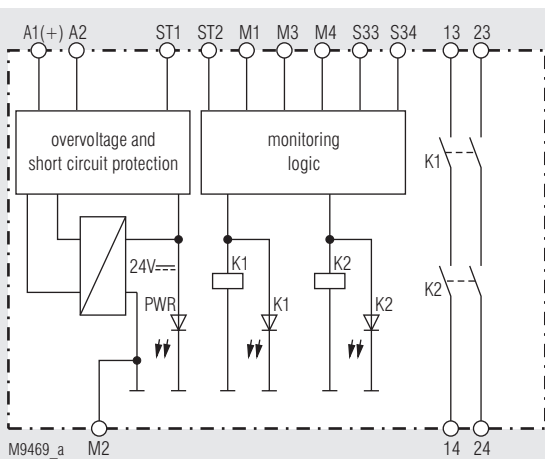 A1(+) A2 ST1 ST2 M1 M3 M4 S33 S34 13 23
overvoltage and
short circuit protection
monitoring
logic
K1
24V
K1
K2
K2
PWR
K1
K2
M9469_a M2 14 24